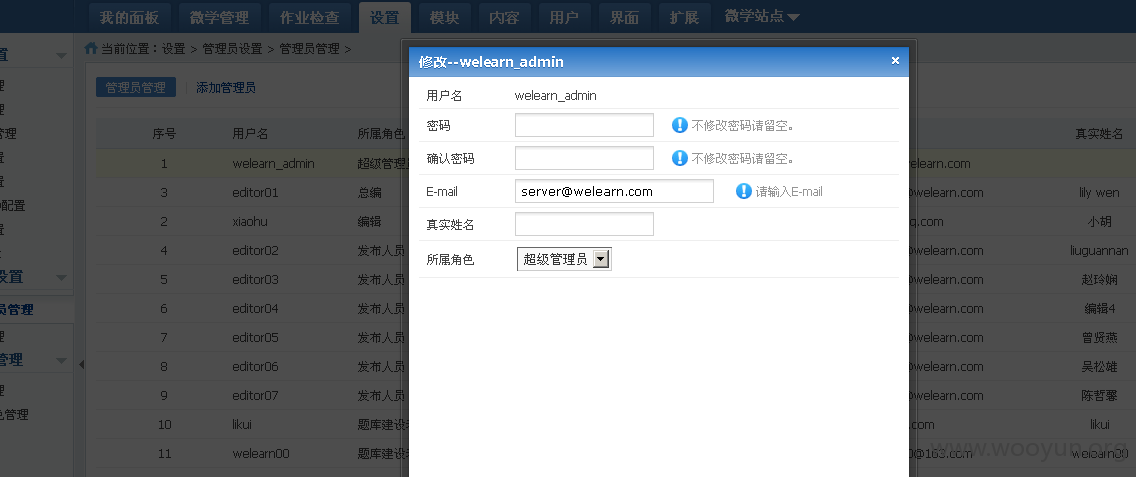 我的面板 微学管理 作业检查 设置 模块 内容 用户 界面 扩展 微学站点
当前位置：设置 > 管理员设置 > 管理员管理 >
管理员管理 添加管理员
修改--welearn_admin ×
用户名 welearn_admin
密码 不修改密码请留空。
确认密码 不修改密码请留空。
E-mail server@welearn.com 请输入E-mail
真实姓名
所属角色 超级管理员
序号 用户名 所属角色 真实姓名
1 welearn_admin 超级管理 welearn.com
3 editor01 总编 @welearn.com lily wen
2 xiaohu 编辑 q.com 小胡
4 editor02 发布人员 @welearn.com liuguannan
5 editor03 发布人员 @welearn.com 赵玲娴
6 editor04 发布人员 @welearn.com 编辑4
7 editor05 发布人员 @welearn.com 曾贤燕
8 editor06 发布人员 @welearn.com 吴松雄
9 editor07 发布人员 @welearn.com 陈哲馨
10 likui 题库建设 .com likui
11 welearn00 题库建设 0@163.com welearn00
置
理
理
管理
置
置
配置
置
设置
员管理
理
管理
理
色管理
www.wooyun.org